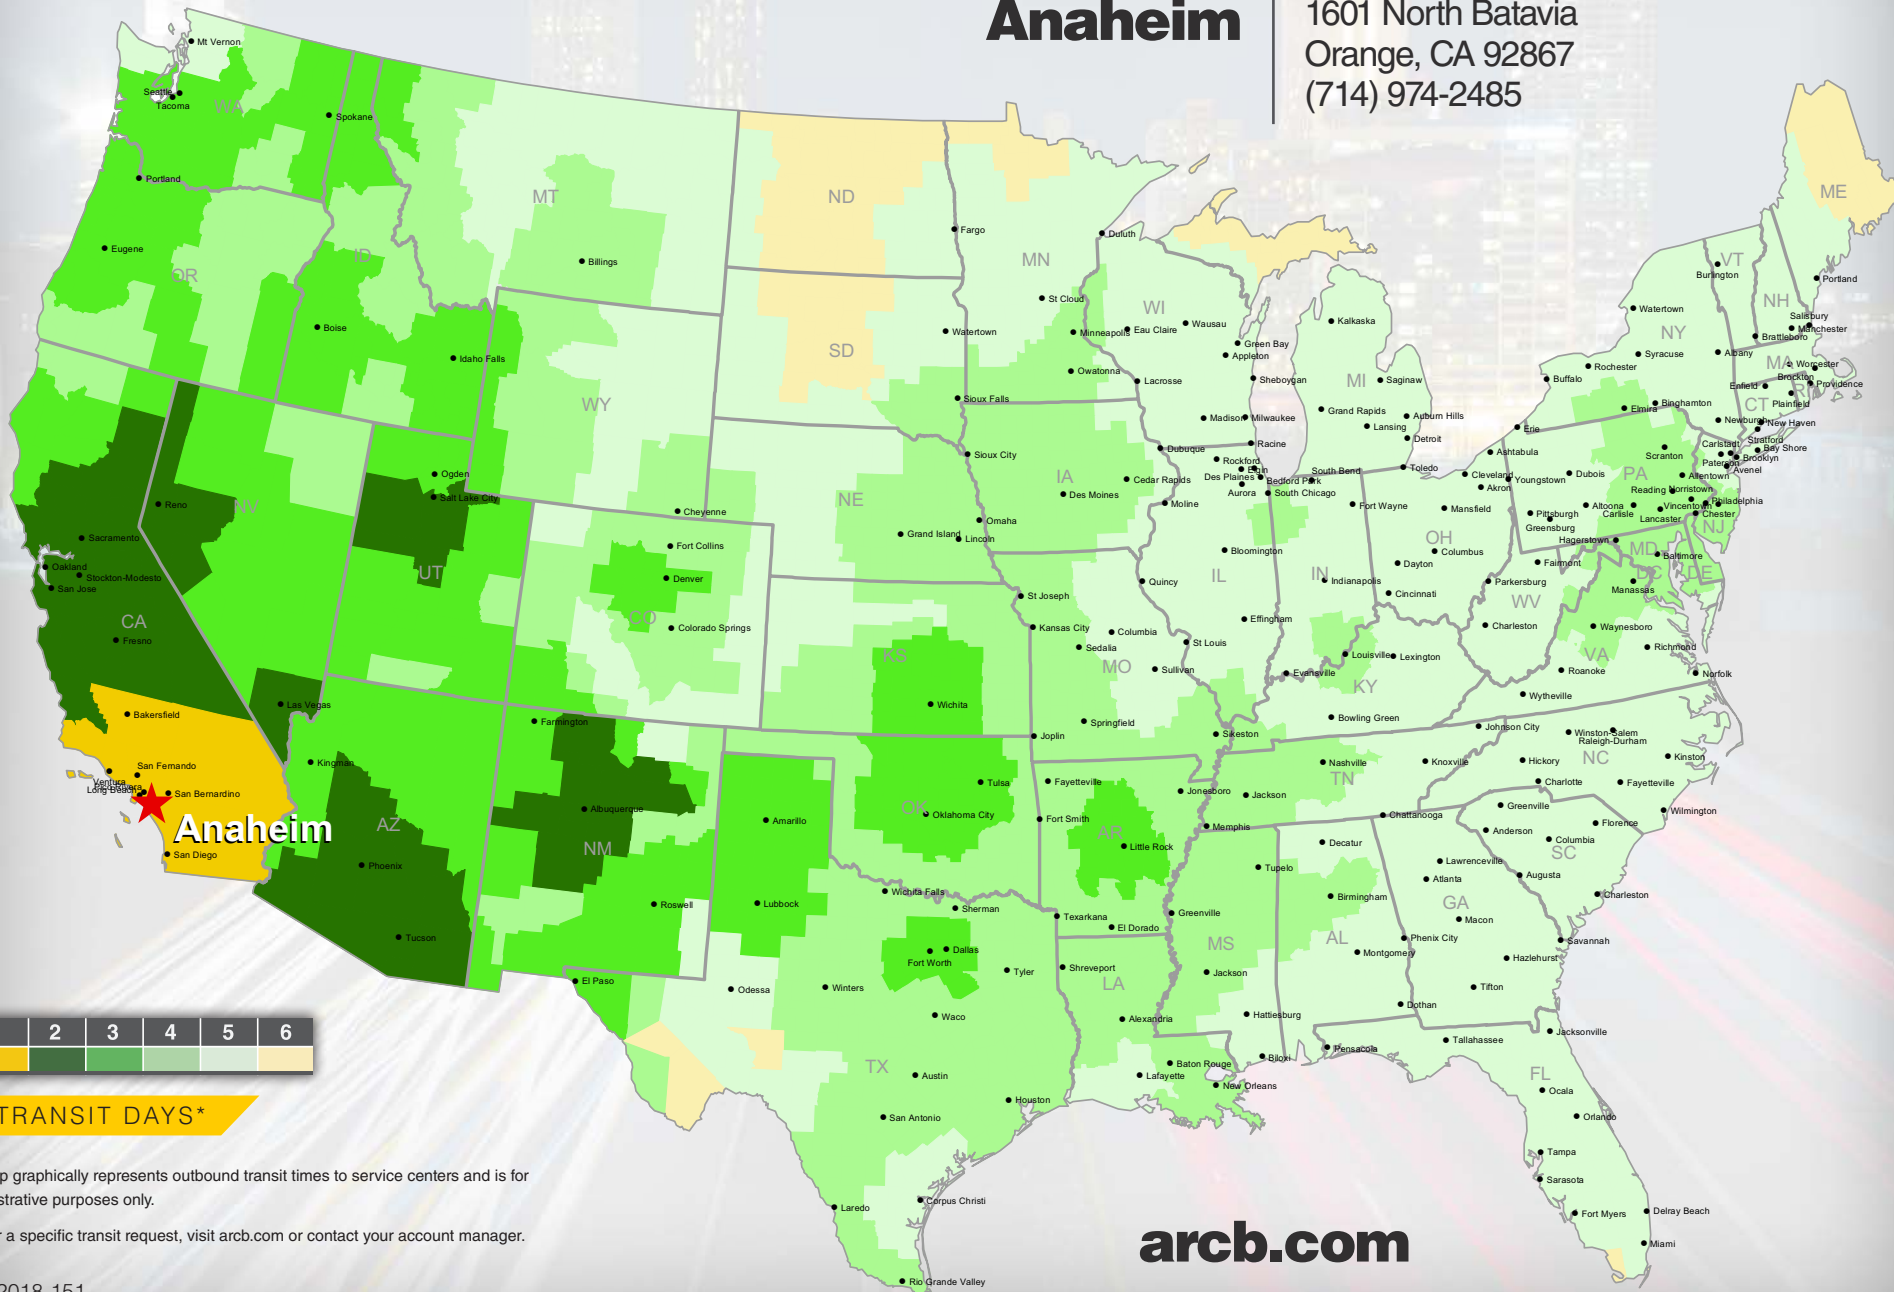 Anaheim
1601 North Batavia
Orange, CA 92867
(714) 974-2485
Mt Vernon
Seattle
Tacoma
WA
Spokane
Portland
Eugene
OR
ID
Boise
Idaho Falls
MT
Billings
ND
Fargo
MN
Duluth
St Cloud
Minneapolis
Owatonna
WI
Eau Claire
Wausau
Green Bay
Appleton
Lacrosse
Sheboygan
Madison
Milwaukee
Racine
MI
Kalkaska
Saginaw
Grand Rapids
Lansing
Auburn Hills
Detroit
SD
Watertown
Sioux Falls
WY
Cheyenne
NE
Grand Island
Lincoln
Omaha
Sioux City
IA
Des Moines
Cedar Rapids
Dubuque
Moline
Rockford
Elgin
Des Plaines
Bedford Park
Aurora
South Chicago
South Bend
IL
Bloomington
Quincy
Effingham
IN
Fort Wayne
Indianapolis
Evansville
OH
Toledo
Cleveland
Ashtabula
Akron
Youngstown
Mansfield
Columbus
Dayton
Cincinnati
ME
Portland
VT
Burlington
NH
Salisbury
Manchester
Brattleboro
MA
Worcester
Brockton
Providence
RI
Enfield
CT
Plainfield
New Haven
Stratford
Bay Shore
Brooklyn
NY
Watertown
Syracuse
Rochester
Buffalo
Albany
Binghamton
Elmira
Newburgh
Carlstadt
Paterson
Avenel
PA
Erie
Scranton
Dubois
Allentown
Reading
Norristown
Philadelphia
Vincentown
Chester
Lancaster
Carlisle
Altoona
Pittsburgh
Greensburg
NJ
Hagerstown
MD
Baltimore
DC
DE
Manassas
WV
Fairmont
Parkersburg
Charleston
VA
Waynesboro
Richmond
Roanoke
Norfolk
Wytheville
KY
Louisville
Lexington
Bowling Green
NV
Reno
Las Vegas
UT
Ogden
Salt Lake City
CO
Fort Collins
Denver
Colorado Springs
KS
Wichita
MO
St Joseph
Kansas City
Columbia
Sedalia
St Louis
Sullivan
Springfield
Joplin
Sikeston
CA
Sacramento
Oakland
Stockton-Modesto
San Jose
Fresno
Bakersfield
San Fernando
Ventura
Long Beach
San Bernardino
Anaheim
San Diego
AZ
Kingman
Phoenix
Tucson
NM
Farmington
Albuquerque
Roswell
OK
Tulsa
Oklahoma City
AR
Fayetteville
Fort Smith
Jonesboro
Little Rock
Texarkana
El Dorado
TN
Nashville
Jackson
Memphis
Knoxville
Johnson City
Chattanooga
NC
Winston-Salem
Raleigh-Durham
Hickory
Charlotte
Fayetteville
Kinston
Wilmington
SC
Greenville
Anderson
Columbia
Florence
Charleston
GA
Lawrenceville
Atlanta
Augusta
Macon
Savannah
Hazlehurst
Tifton
AL
Decatur
Birmingham
Montgomery
Phenix City
Dothan
MS
Tupelo
Greenville
Jackson
Hattiesburg
Biloxi
LA
Shreveport
Alexandria
Baton Rouge
Lafayette
New Orleans
TX
Amarillo
Lubbock
Wichita Falls
Sherman
Dallas
Fort Worth
Tyler
El Paso
Odessa
Winters
Waco
Austin
Houston
San Antonio
Corpus Christi
Laredo
Rio Grande Valley
FL
Pensacola
Tallahassee
Jacksonville
Ocala
Orlando
Tampa
Sarasota
Fort Myers
Delray Beach
Miami
2 3 4 5 6
TRANSIT DAYS*
p graphically represents outbound transit times to service centers and is for
strative purposes only.
r a specific transit request, visit arcb.com or contact your account manager.
2018-151
arcb.com